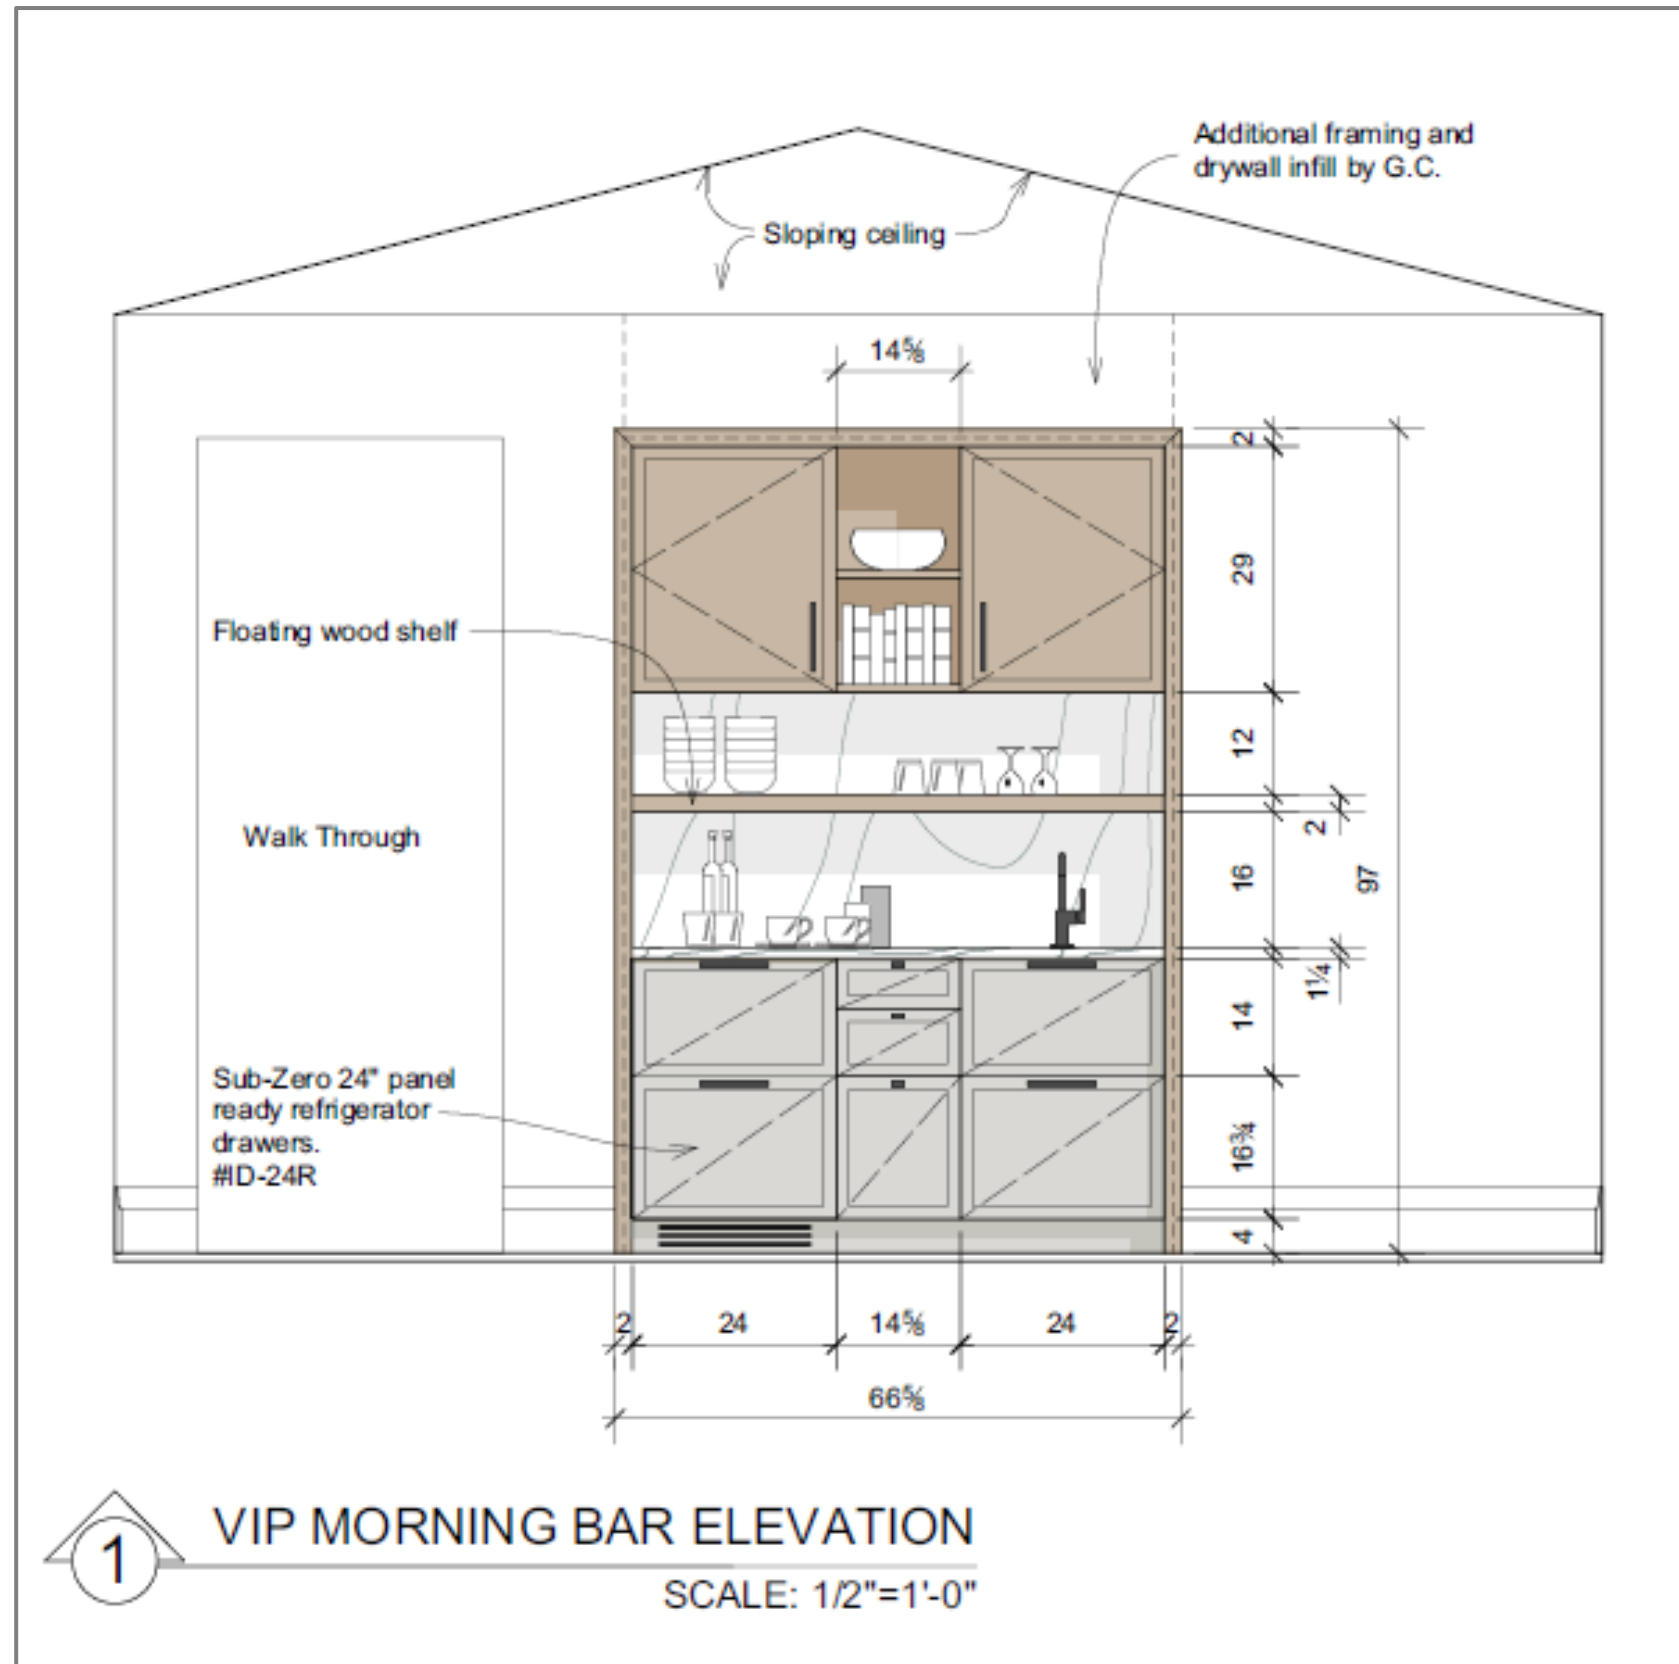 Additional framing and
drywall infill by G.C.
Sloping ceiling
14⅝
2
29
Floating wood shelf
12
2
Walk Through
16
97
1¼
14
Sub-Zero 24" panel
ready refrigerator
drawers.
#ID-24R
16¾
4
2 24 14⅝ 24 2
66⅝
1 VIP MORNING BAR ELEVATION
SCALE: 1/2"=1'-0"